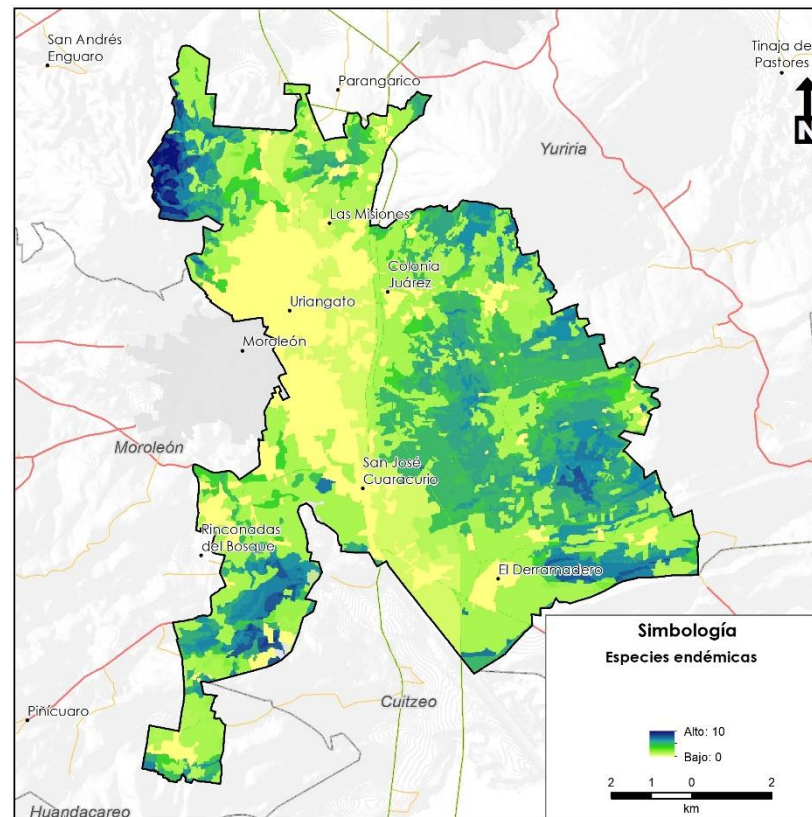 San Andrés
Enguaro
Parangarico
Tinaja de
Pastores
N
Yuriria
Las Misiones
Colonia
Juárez
Uriangato
Moroleón
Moroleón
San José
Cuaracurio
Rinconadas
del Bosque
El Derramadero
Piñícuaro
Cuitzeo
Huandacareo
Simbología
Especies endémicas
Alto: 10
Bajo: 0
2 1 0 2
km